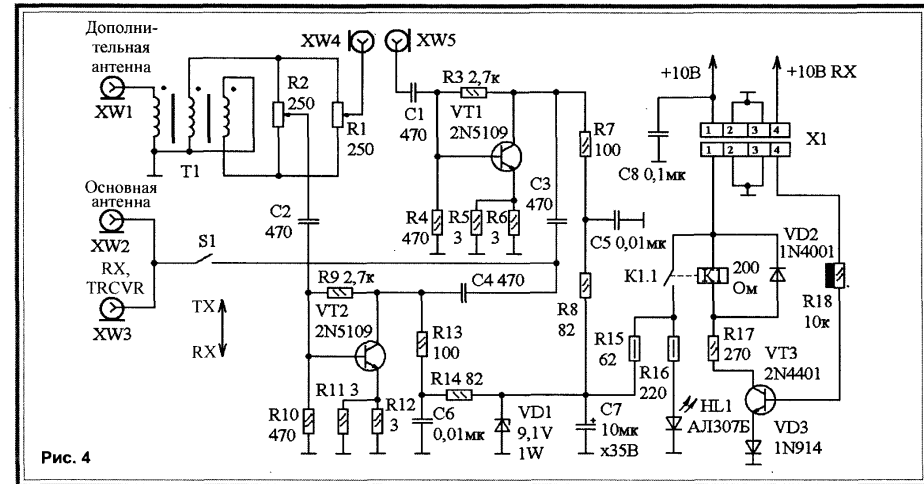 Дополни-
тельная
антенна
XW1
T1
R2
250
R1
250
XW4
XW5
C1
470
R3 2,7к
VT1
2N5109
R4
470
R5
3
R6
3
C3
470
R7
100
C5 0,01мк
R8
82
+10В
+10В RX
C8 0,1мк
1 2 3 4
1 2 3 4
X1
Основная
антенна
XW2
RX,
TRCVR
XW3
S1
TX
RX
C2
470
R9 2,7к
VT2
2N5109
C4 470
R10
470
R11 3
R12
3
R13
100
R14 82
C6
0,01мк
VD1
9,1V
1W
C7
10мк
х35В
K1.1
K1
200
Ом
VD2
1N4001
R15
62
R16
220
R17
270
R18
10к
HL1
АЛ307Б
VT3
2N4401
VD3
1N914
Рис. 4